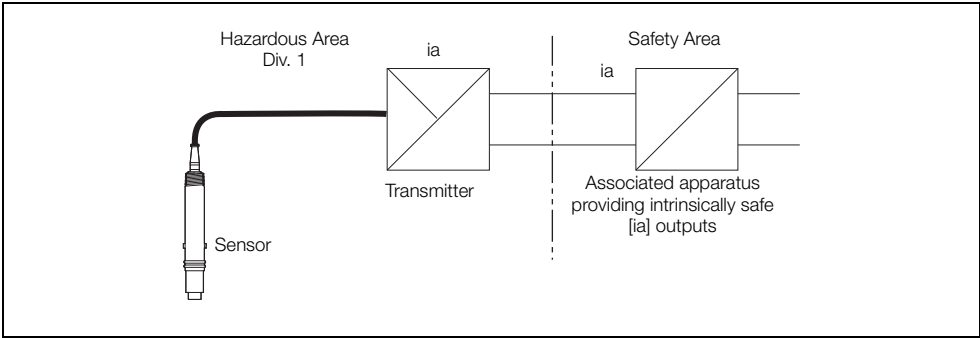 Hazardous Area
Div. 1
ia
Safety Area
ia
Transmitter
Associated apparatus
providing intrinsically safe
[ia] outputs
Sensor